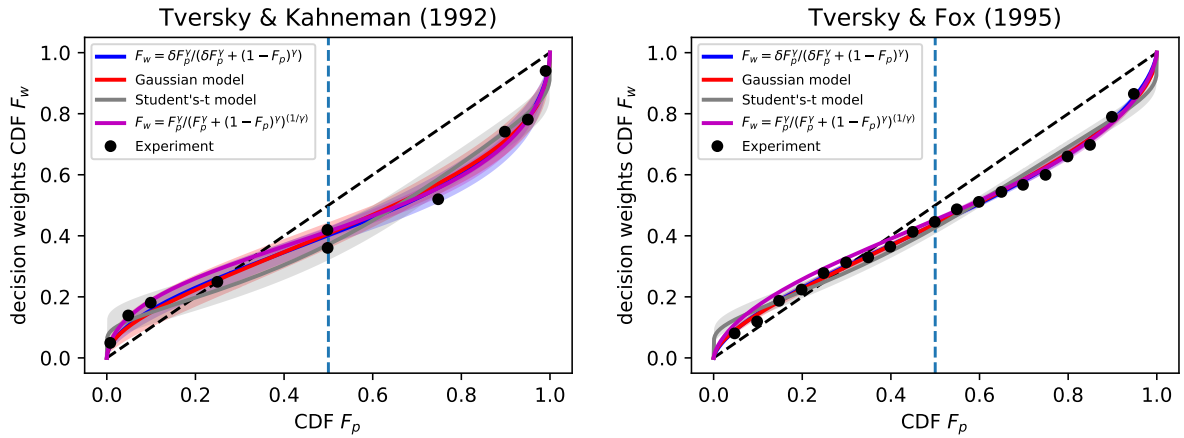 Tversky & Kahneman (1992)
decision weights CDF F_w
1.0
0.8
0.6
0.4
0.2
0.0
F_w = δF_p^γ/(δF_p^γ + (1 − F_p)^γ)
Gaussian model
Student's-t model
F_w = F_p^γ/(F_p^γ + (1 − F_p)^γ)^(1/γ)
Experiment
0.0 0.2 0.4 0.6 0.8 1.0
CDF F_p
Tversky & Fox (1995)
decision weights CDF F_w
1.0
0.8
0.6
0.4
0.2
0.0
F_w = δF_p^γ/(δF_p^γ + (1 − F_p)^γ)
Gaussian model
Student's-t model
F_w = F_p^γ/(F_p^γ + (1 − F_p)^γ)^(1/γ)
Experiment
0.0 0.2 0.4 0.6 0.8 1.0
CDF F_p